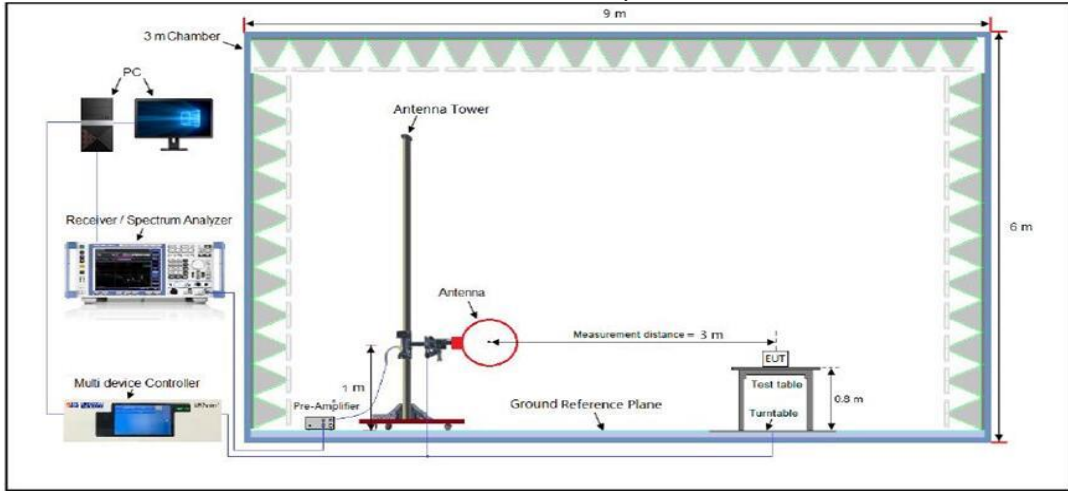 9 m
3 m Chamber
PC
Antenna Tower
Receiver / Spectrum Analyzer
6 m
Antenna
Measurement distance = 3 m
EUT
Multi device Controller
1 m
Test table
0.8 m
Pre-Amplifier
Ground Reference Plane
Turntable